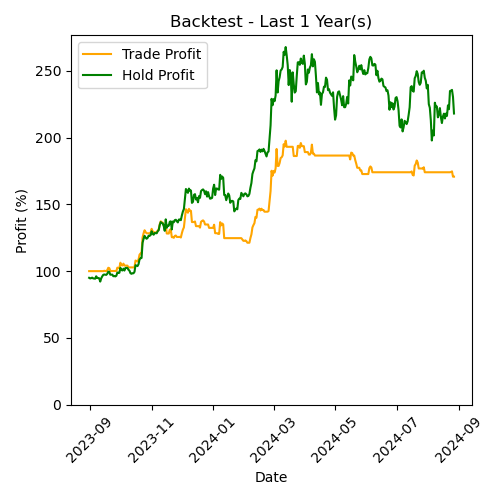 Backtest - Last 1 Year(s)
Trade Profit
Hold Profit
Profit (%)
250
200
150
100
50
0
2023-09
2023-11
2024-01
2024-03
2024-05
2024-07
2024-09
Date